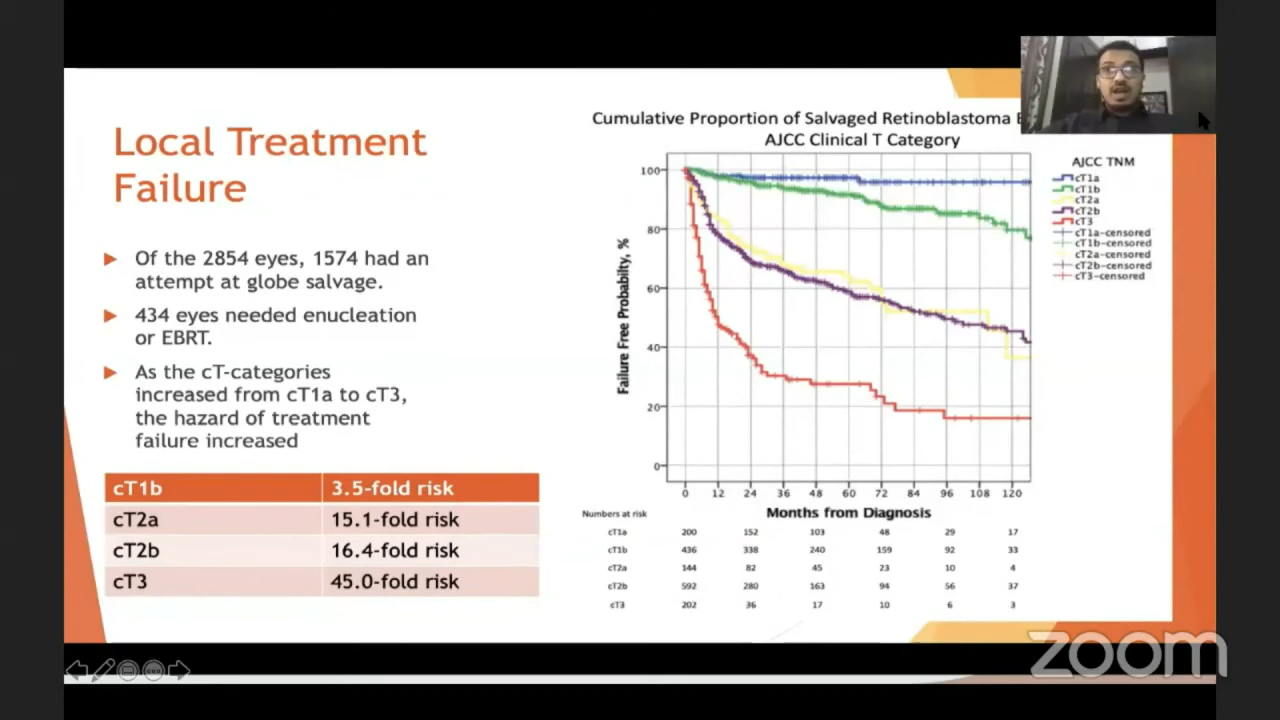 Local Treatment
Failure
Of the 2854 eyes, 1574 had an
attempt at globe salvage.
434 eyes needed enucleation
or EBRT.
As the cT-categories
increased from cT1a to cT3,
the hazard of treatment
failure increased
cT1b 3.5-fold risk
cT2a 15.1-fold risk
cT2b 16.4-fold risk
cT3 45.0-fold risk
Cumulative Proportion of Salvaged Retinoblastoma
AJCC Clinical T Category
Failure Free Probabiity, %
100
80
60
40
20
0
0 12 24 36 48 60 72 84 96 108 120
Months from Diagnosis
AJCC TNM
cT1a
cT1b
cT2a
cT2b
cT3
cT1a-censored
cT1b-censored
cT2a-censored
cT2b-censored
cT3-censored
Numbers at risk
cT1a 200 152 103 48 29 17
cT1b 436 338 240 159 92 33
cT2a 144 82 45 23 10 4
cT2b 592 280 163 94 56 37
cT3 202 36 17 10 6 3
zoom